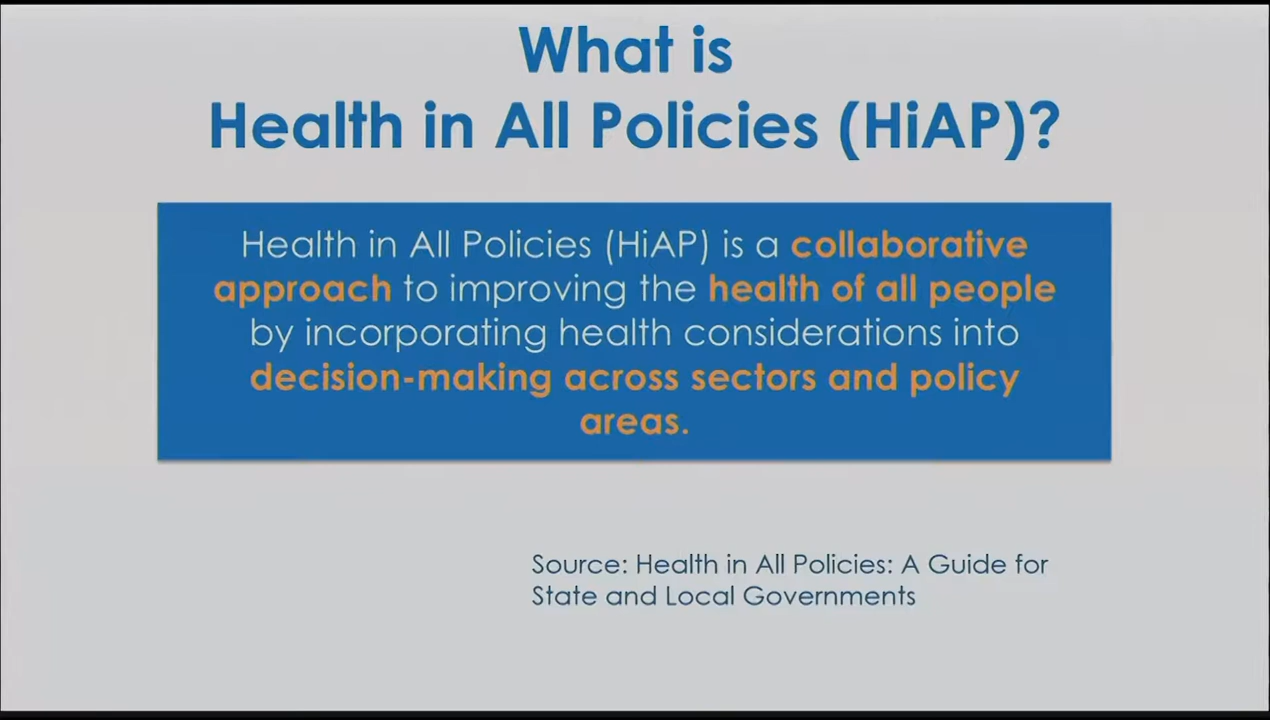 What is
Health in All Policies (HiAP)?
Health in All Policies (HiAP) is a collaborative
approach to improving the health of all people
by incorporating health considerations into
decision-making across sectors and policy
areas.
Source: Health in All Policies: A Guide for
State and Local Governments